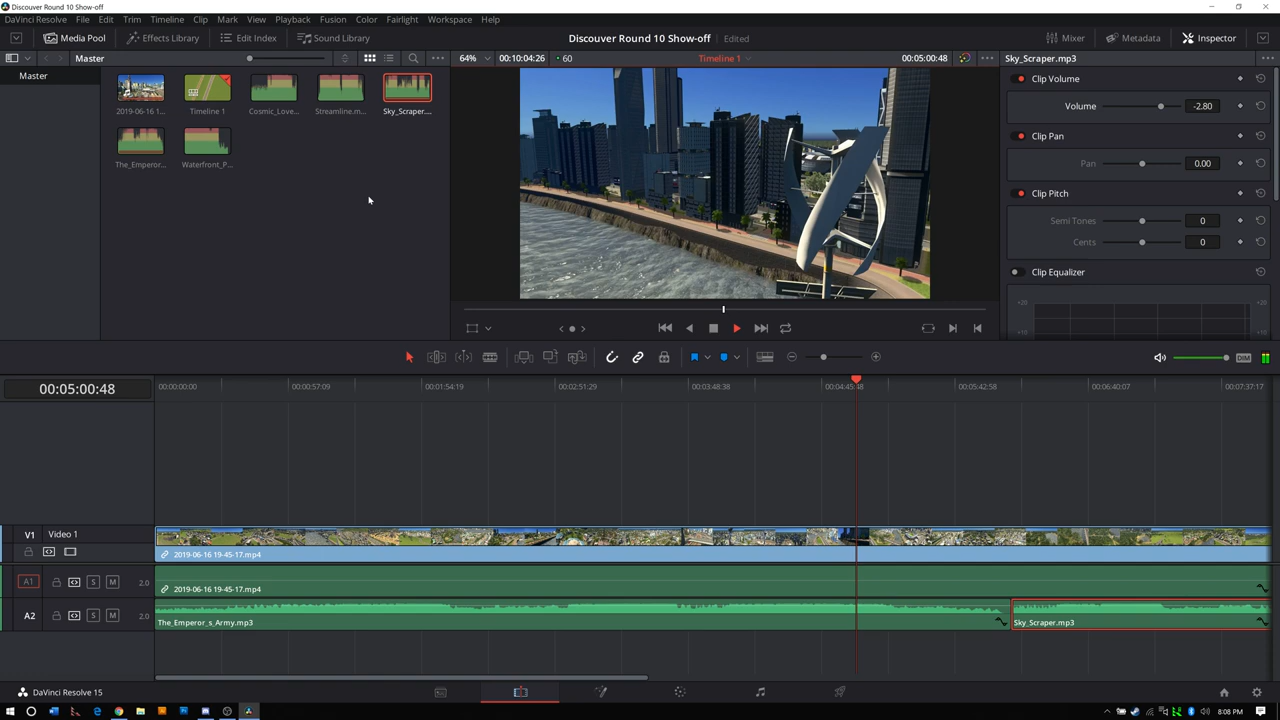 Discover Round 10 Show-off
DaVinci Resolve File Edit Trim Timeline Clip Mark View Playback Fusion Color Fairlight Workspace Help
Media Pool Effects Library Edit Index Sound Library Discover Round 10 Show-off Edited Mixer Metadata Inspector
Master 64% 00:10:04:26 60 Timeline 1 00:05:00:48 Sky_Scraper.mp3
Master
2019-06-16 1... Timeline 1 Cosmic_Love... Streamline.m... Sky_Scraper....
The_Emperor... Waterfront_P...
Clip Volume
Volume -2.80
Clip Pan
Pan 0.00
Clip Pitch
Semi Tones 0
Cents 0
Clip Equalizer
+20 +20
+10 +10
DIM
00:05:00:48 00:00:00:00 00:00:57:09 00:01:54:19 00:02:51:29 00:03:48:38 00:04:45:48 00:05:42:58 00:06:40:07 00:07:37:17
V1 Video 1
2019-06-16 19-45-17.mp4
A1 S M 2.0 2019-06-16 19-45-17.mp4
A2 S M 2.0
The_Emperor_s_Army.mp3 Sky_Scraper.mp3
DaVinci Resolve 15
8:08 PM